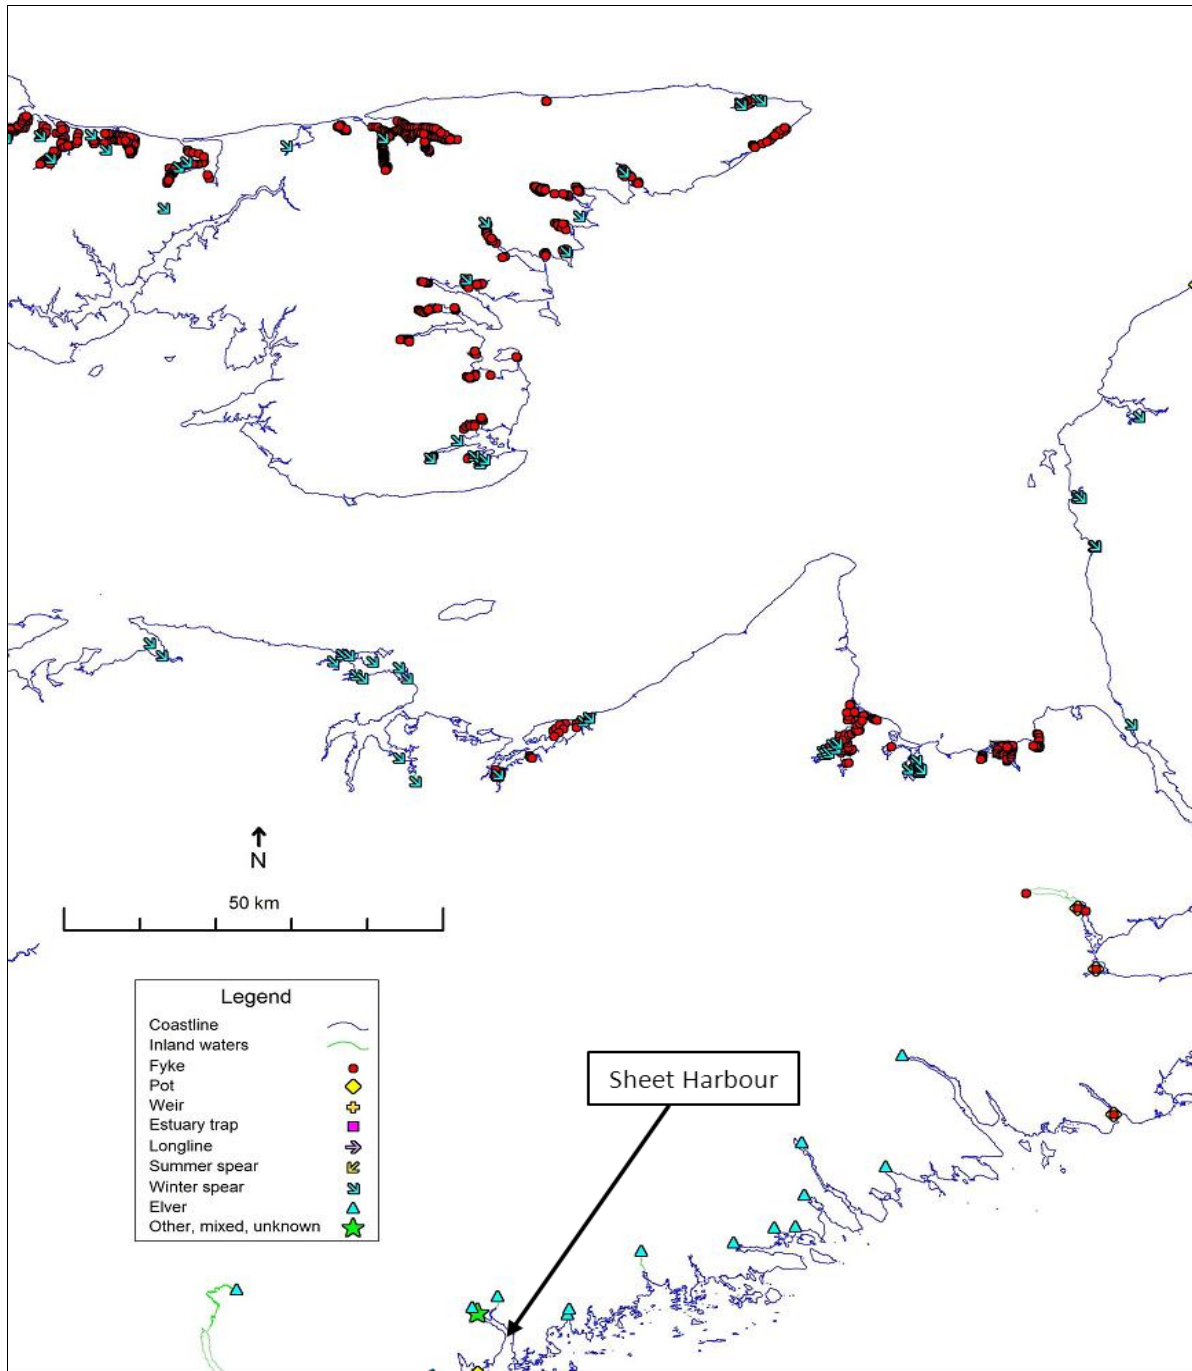 N
50 km
Legend
Coastline
Inland waters
Fyke
Pot
Weir
Estuary trap
Longline
Summer spear
Winter spear
Elver
Other, mixed, unknown
Sheet Harbour